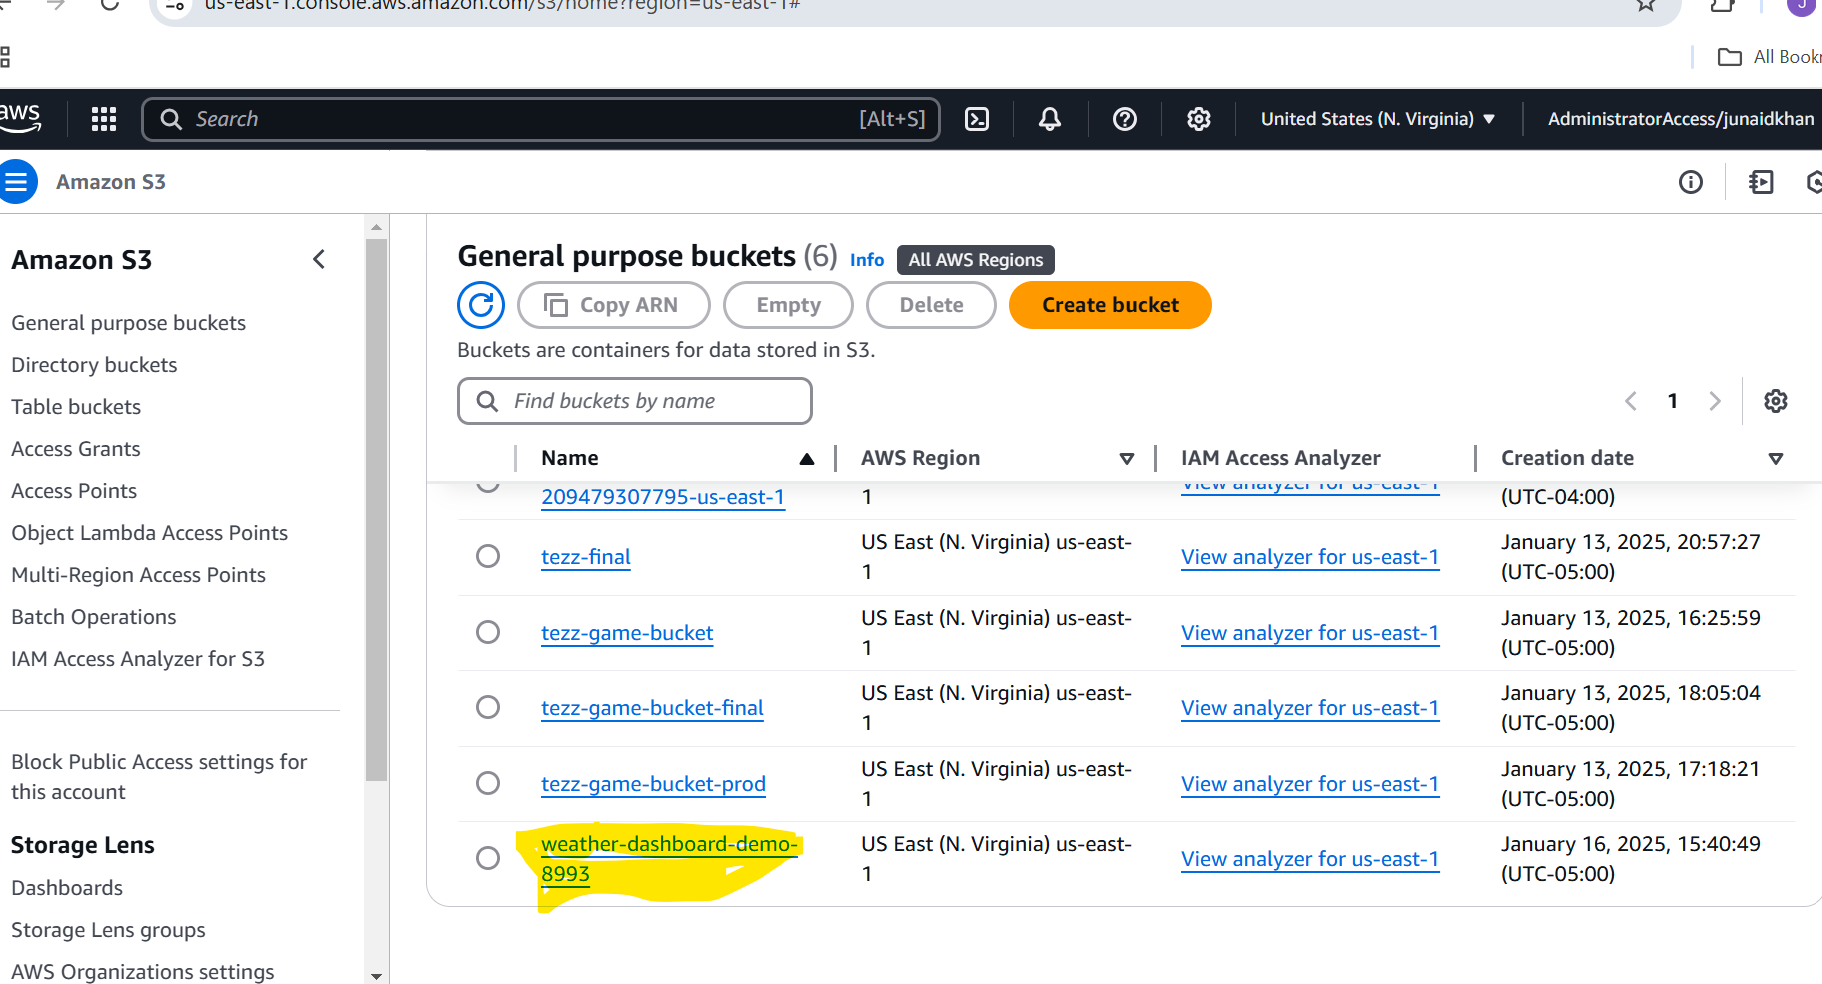 us-east-1.console.aws.amazon.com/s3/home?region=us-east-1#
J
All Bookm
aws
Search
[Alt+S]
United States (N. Virginia)
AdministratorAccess/junaidkhan
Amazon S3
Amazon S3
General purpose buckets
Directory buckets
Table buckets
Access Grants
Access Points
Object Lambda Access Points
Multi-Region Access Points
Batch Operations
IAM Access Analyzer for S3
Block Public Access settings for
this account
Storage Lens
Dashboards
Storage Lens groups
AWS Organizations settings
General purpose buckets (6) Info All AWS Regions
Copy ARN
Empty
Delete
Create bucket
Buckets are containers for data stored in S3.
Find buckets by name
1
Name
AWS Region
IAM Access Analyzer
Creation date
209479307795-us-east-1
1
View analyzer for us-east-1
(UTC-04:00)
tezz-final
US East (N. Virginia) us-east-
1
View analyzer for us-east-1
January 13, 2025, 20:57:27
(UTC-05:00)
tezz-game-bucket
US East (N. Virginia) us-east-
1
View analyzer for us-east-1
January 13, 2025, 16:25:59
(UTC-05:00)
tezz-game-bucket-final
US East (N. Virginia) us-east-
1
View analyzer for us-east-1
January 13, 2025, 18:05:04
(UTC-05:00)
tezz-game-bucket-prod
US East (N. Virginia) us-east-
1
View analyzer for us-east-1
January 13, 2025, 17:18:21
(UTC-05:00)
weather-dashboard-demo-
8993
US East (N. Virginia) us-east-
1
View analyzer for us-east-1
January 16, 2025, 15:40:49
(UTC-05:00)